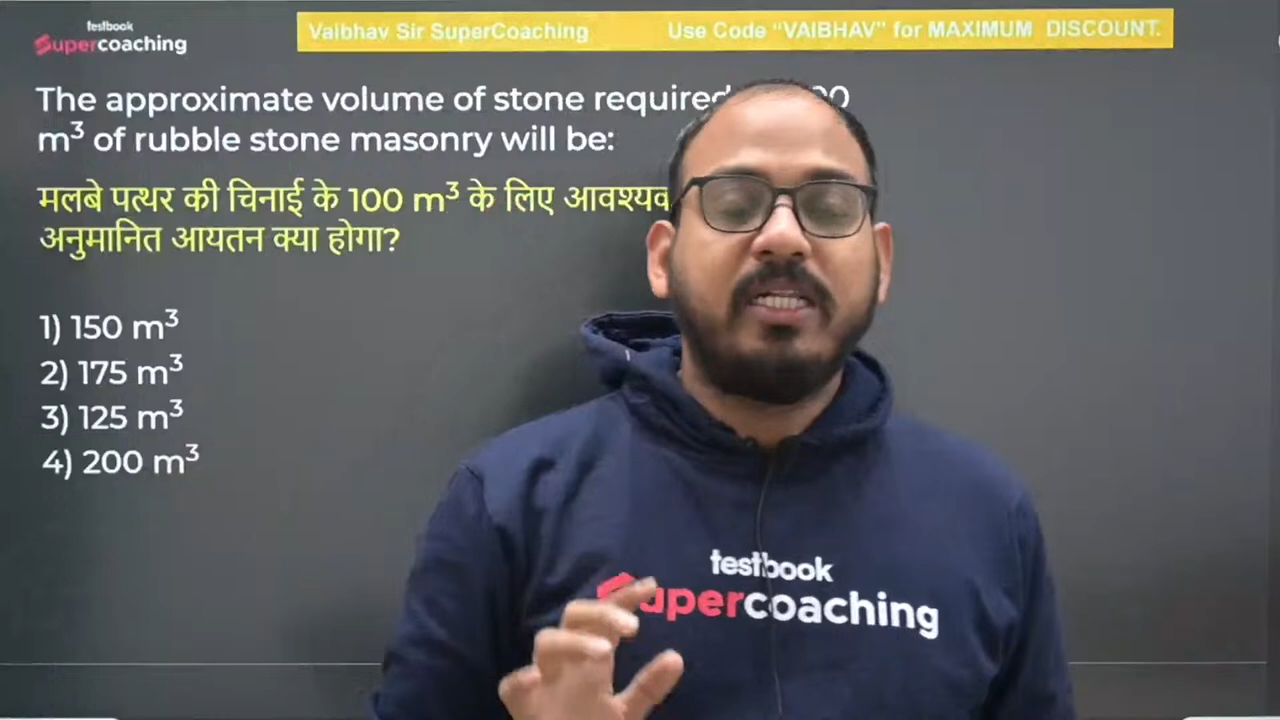 testbook
Supercoaching
Vaibhav Sir SuperCoaching Use Code “VAIBHAV” for MAXIMUM DISCOUNT.
The approximate volume of stone required
m³ of rubble stone masonry will be:
मलबे पत्थर की चिनाई के 100 m³ के लिए
अनुमानित आयतन क्या होगा?
1) 150 m³
2) 175 m³
3) 125 m³
4) 200 m³
testbook
Supercoaching